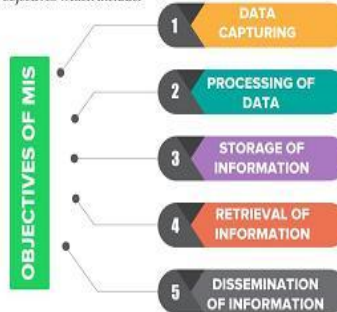 OBJECTIVES OF MIS
1
DATA
CAPTURING
2
PROCESSING OF
DATA
3
STORAGE OF
INFORMATION
4
RETRIEVAL OF
INFORMATION
5
DISSEMINATION
OF INFORMATION